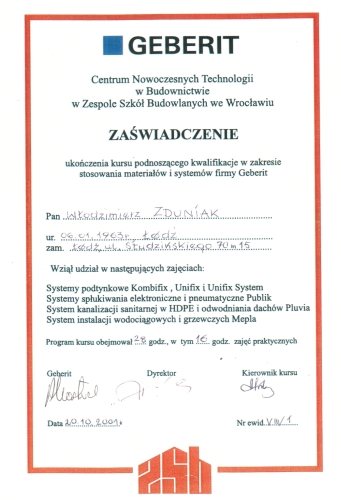 GEBERIT
Centrum Nowoczesnych Technologii
w Budownictwie
w Zespole Szkół Budowlanych we Wrocławiu
ZAŚWIADCZENIE
ukończenia kursu podnoszącego kwalifikacje w zakresie
stosowania materiałów i systemów firmy Geberit
Pan Włodzimierz ZDUNIAK
ur. 06.01.1963r, Łódź
zam. Łódź, ul. Studzińskiego 70 m 15
Wziął udział w następujących zajęciach:
Systemy podtynkowe Kombifix , Unifix i Unifix System
Systemy spłukiwania elektroniczne i pneumatyczne Publik
System kanalizacji sanitarnej w HDPE i odwodniania dachów Pluvia
System instalacji wodociągowych i grzewczych Mepla
Program kursu obejmował 28 godz., w tym 16 godz. zajęć praktycznych
Geberit Dyrektor Kierownik kursu
Data 20.10.2001r. Nr ewid. VIII/1
zsb